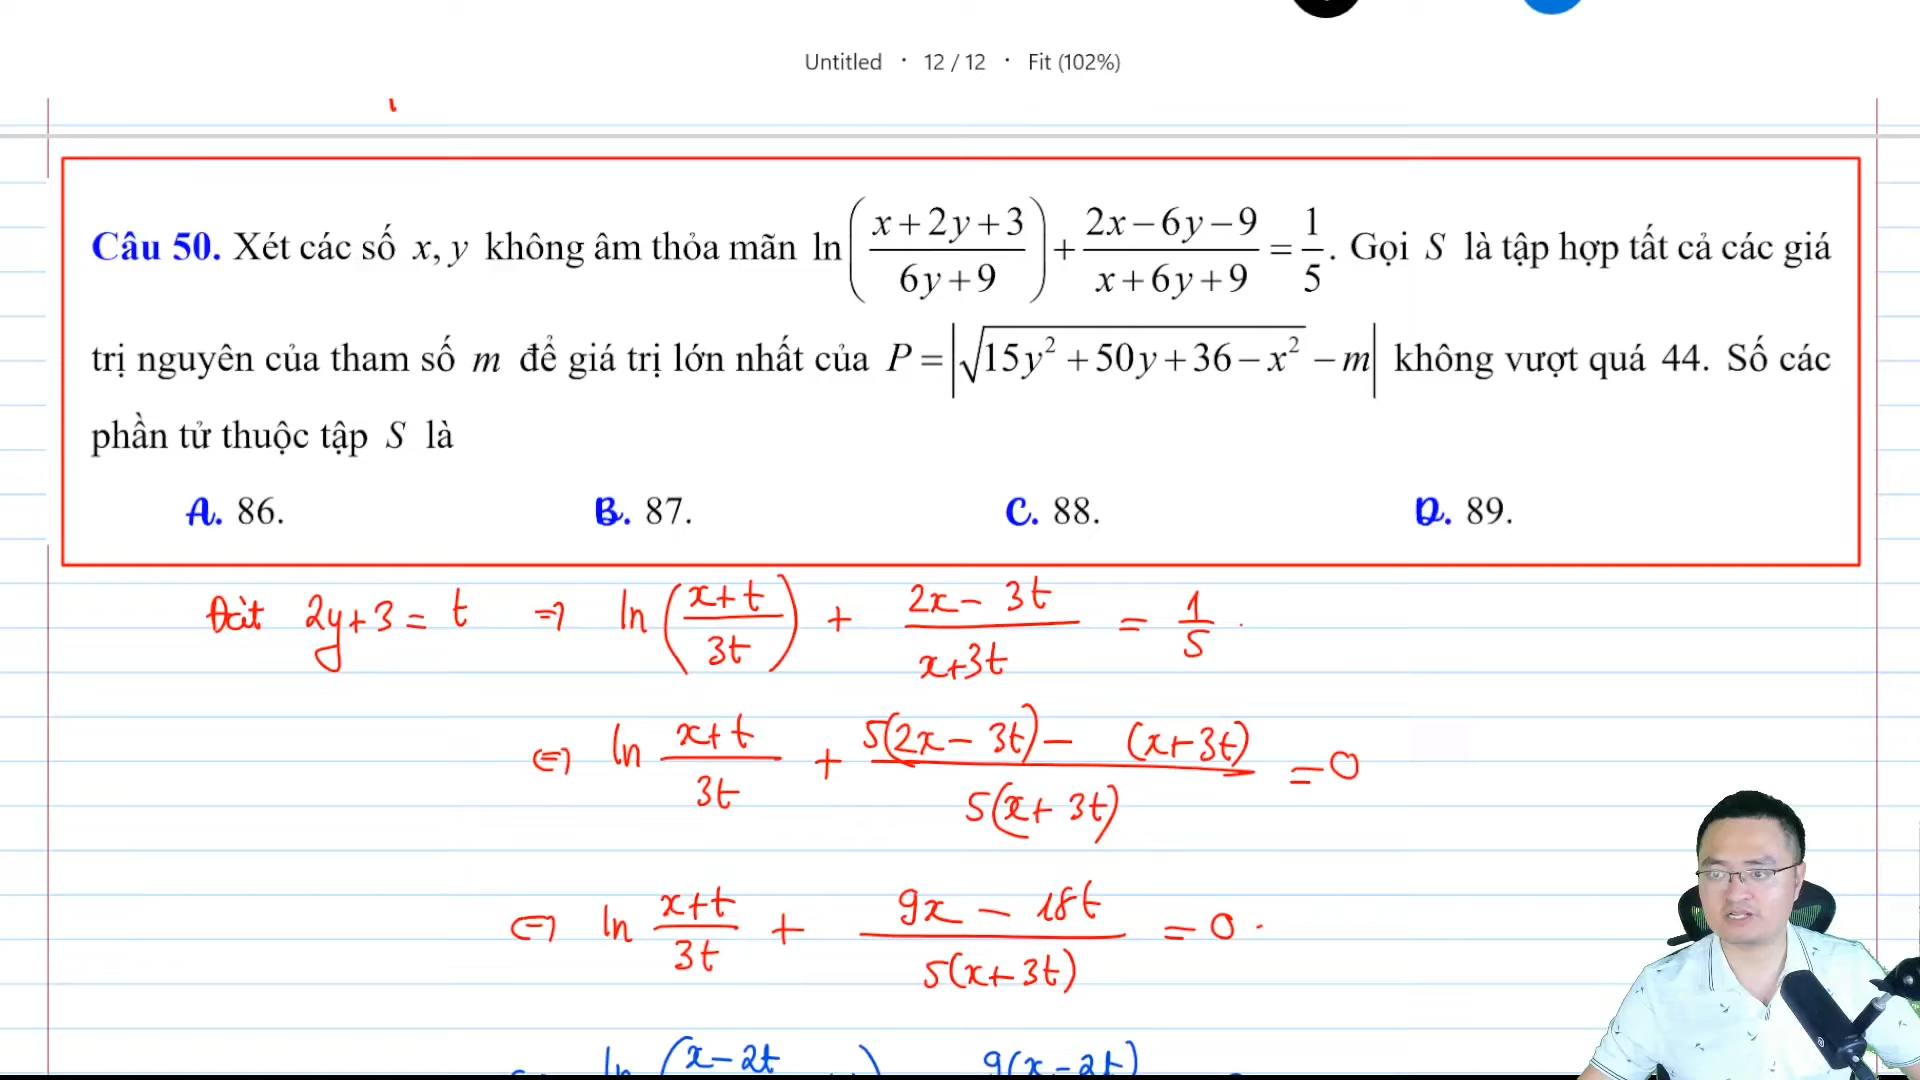 Untitled · 12 / 12 · Fit (102%)
Câu 50. Xét các số x, y không âm thỏa mãn ln((x+2y+3)/(6y+9)) + (2x−6y−9)/(x+6y+9) = 1/5. Gọi S là tập hợp tất cả các giá
trị nguyên của tham số m để giá trị lớn nhất của P = |√(15y² + 50y + 36 − x²) − m| không vượt quá 44. Số các
phần tử thuộc tập S là
A. 86. B. 87. C. 88. D. 89.
Đặt 2y+3 = t ⇒ ln((x+t)/(3t)) + (2x − 3t)/(x+3t) = 1/5.
⇔ ln (x+t)/(3t) + (5(2x − 3t) − (x+3t))/(5(x+3t)) = 0
⇔ ln (x+t)/(3t) + (9x − 18t)/(5(x+3t)) = 0.
ln (x−2t 9(x−2t)